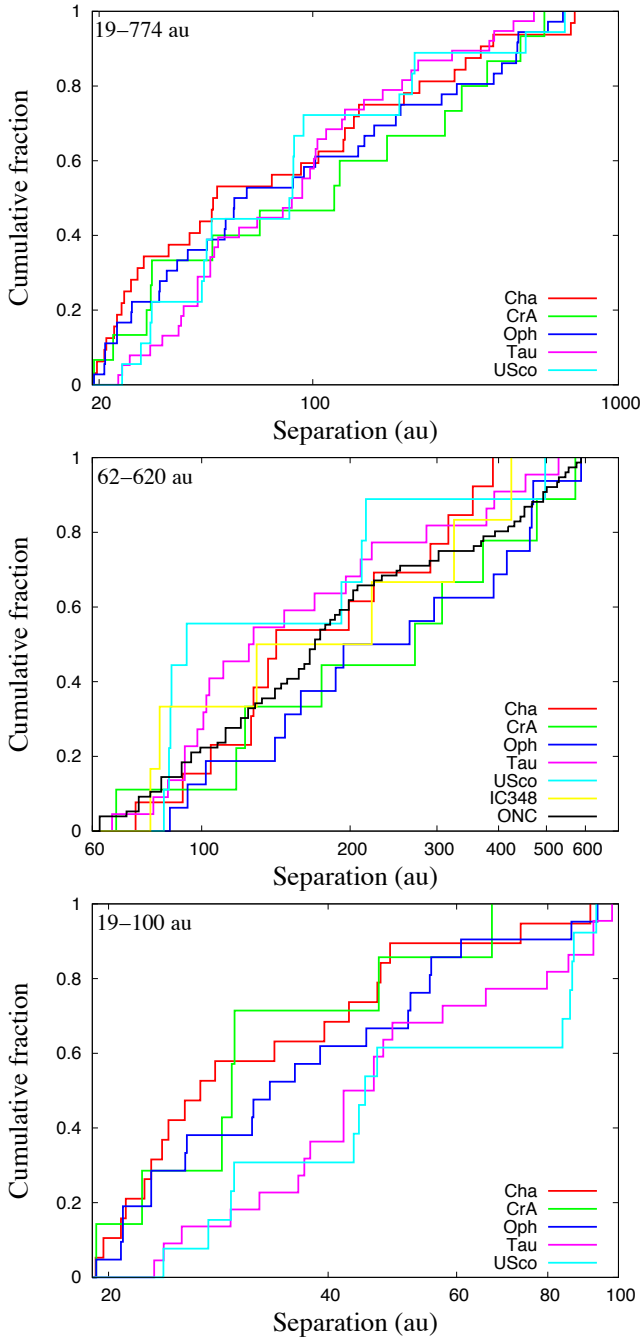 19–774 au
Cumulative fraction
1
0.8
0.6
0.4
0.2
0
Cha
CrA
Oph
Tau
USco
20 100 1000
Separation (au)
62–620 au
Cumulative fraction
1
0.8
0.6
0.4
0.2
0
Cha
CrA
Oph
Tau
USco
IC348
ONC
60 100 200 300 400 500 600
Separation (au)
19–100 au
Cumulative fraction
1
0.8
0.6
0.4
0.2
0
Cha
CrA
Oph
Tau
USco
20 40 60 80 100
Separation (au)